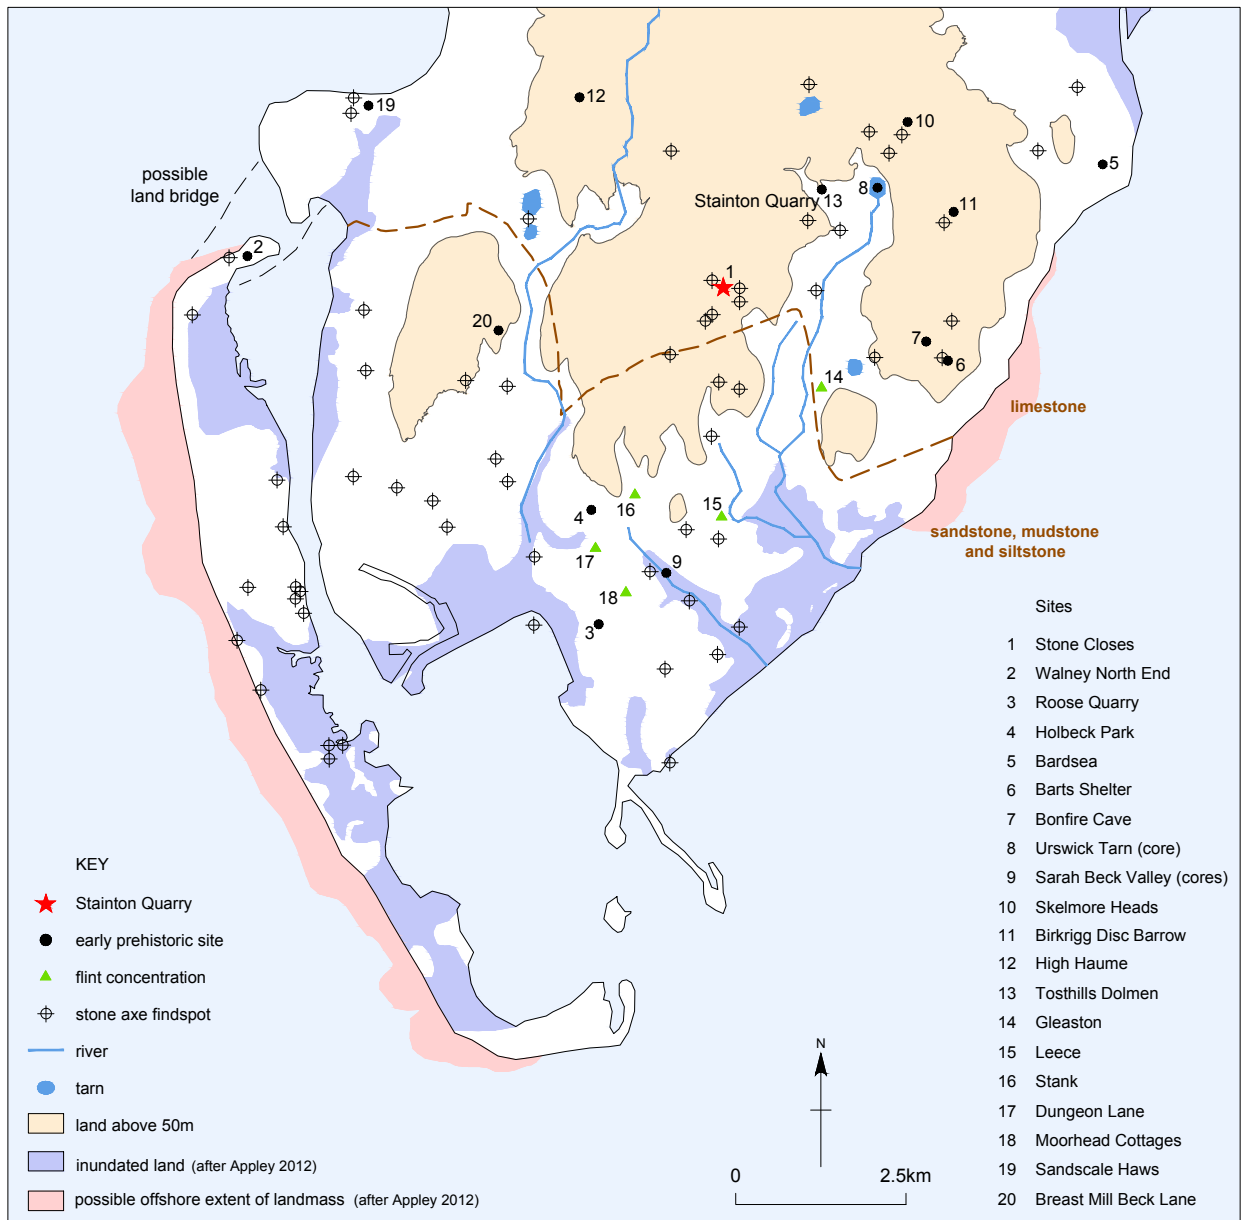 12
19
10
possible
land bridge
5
8
Stainton Quarry
13
11
2
1
20
7
6
14
limestone
16
15
4
sandstone, mudstone
and siltstone
17
9
18
3
Sites
1 Stone Closes
2 Walney North End
3 Roose Quarry
4 Holbeck Park
5 Bardsea
6 Barts Shelter
7 Bonfire Cave
8 Urswick Tarn (core)
9 Sarah Beck Valley (cores)
10 Skelmore Heads
11 Birkrigg Disc Barrow
12 High Haume
13 Tosthills Dolmen
14 Gleaston
15 Leece
16 Stank
17 Dungeon Lane
18 Moorhead Cottages
19 Sandscale Haws
20 Breast Mill Beck Lane
KEY
Stainton Quarry
early prehistoric site
flint concentration
stone axe findspot
river
tarn
land above 50m
inundated land (after Appley 2012)
possible offshore extent of landmass (after Appley 2012)
N
0 2.5km